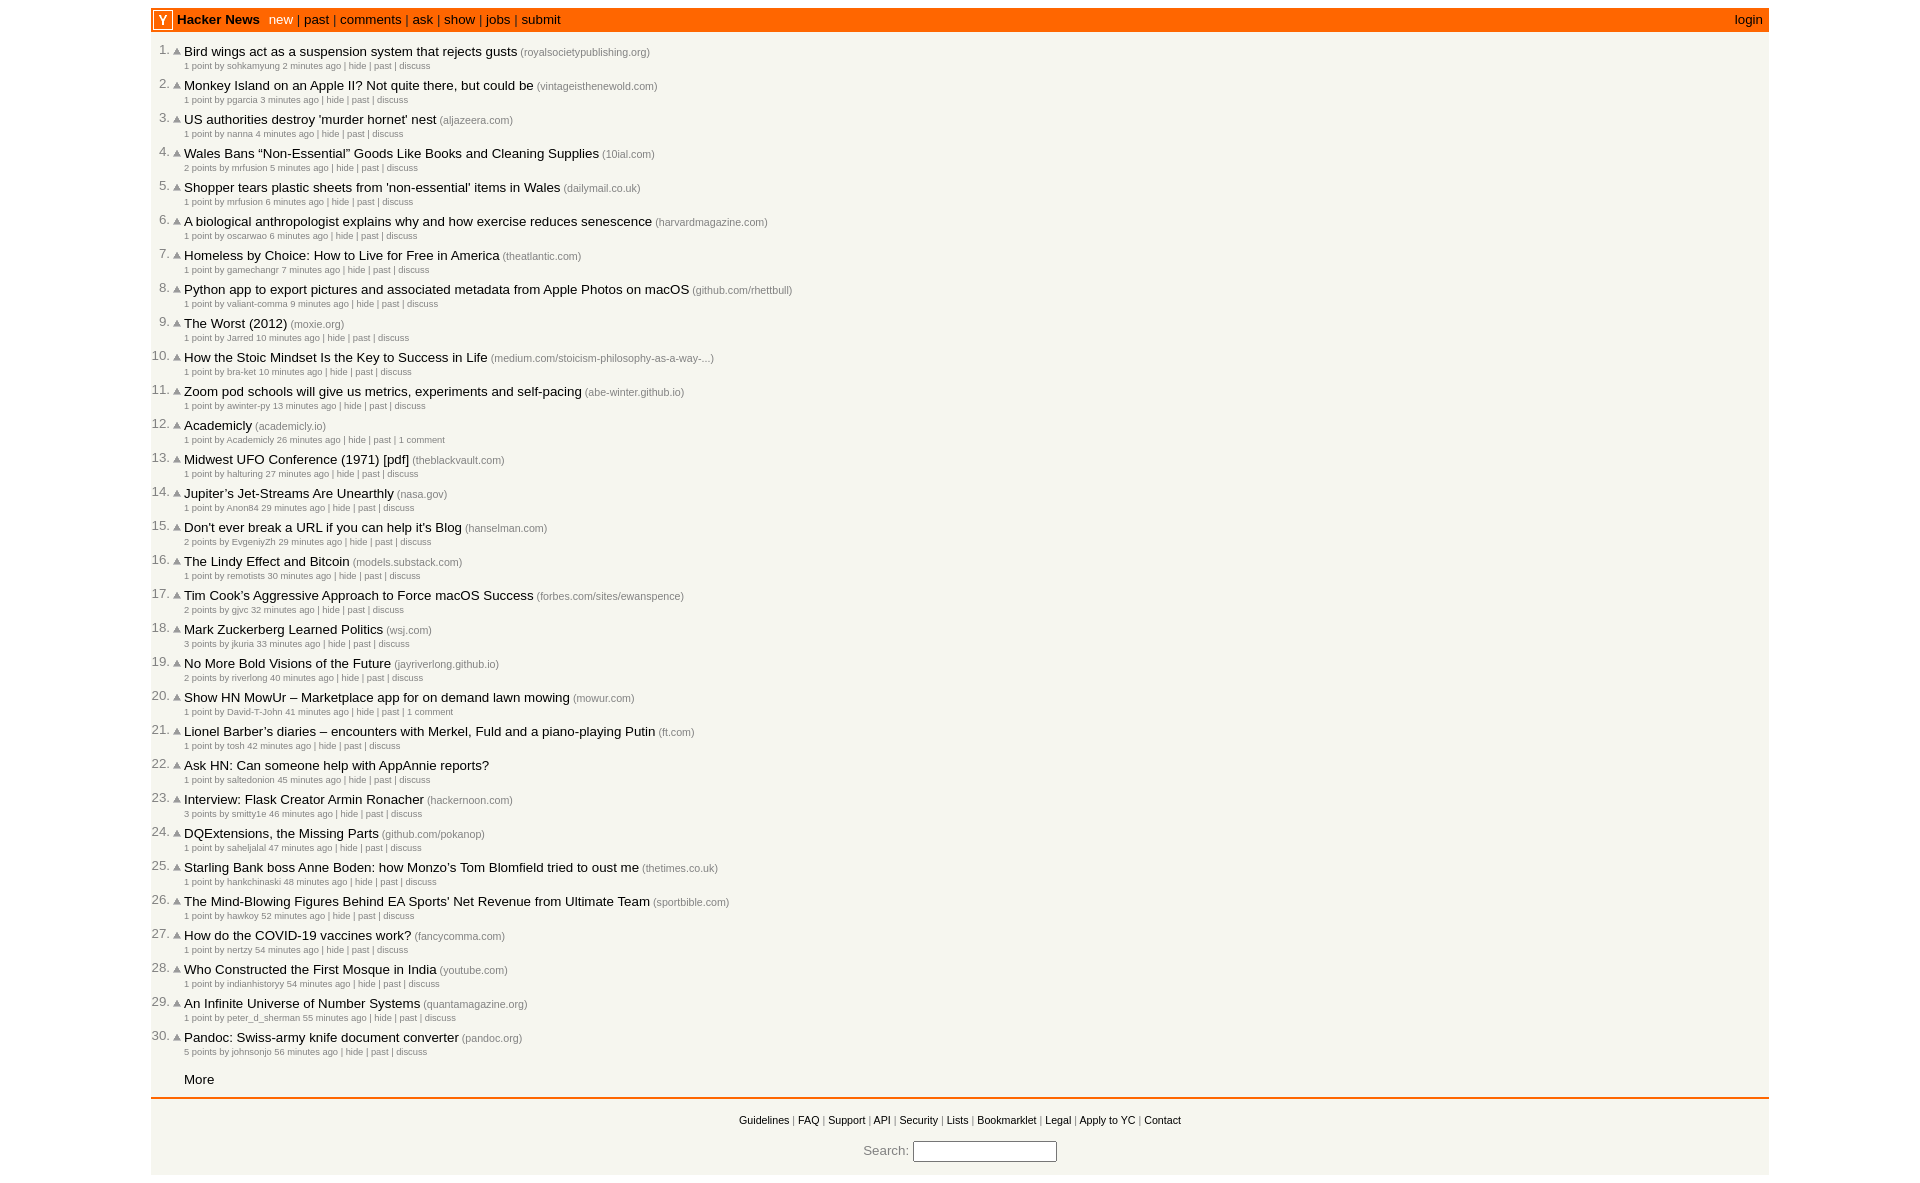 Y Hacker News new | past | comments | ask | show | jobs | submit login
1. Bird wings act as a suspension system that rejects gusts (royalsocietypublishing.org)
1 point by sohkamyung 2 minutes ago | hide | past | discuss
2. Monkey Island on an Apple II? Not quite there, but could be (vintageisthenewold.com)
1 point by pgarcia 3 minutes ago | hide | past | discuss
3. US authorities destroy 'murder hornet' nest (aljazeera.com)
1 point by nanna 4 minutes ago | hide | past | discuss
4. Wales Bans “Non-Essential” Goods Like Books and Cleaning Supplies (10ial.com)
2 points by mrfusion 5 minutes ago | hide | past | discuss
5. Shopper tears plastic sheets from 'non-essential' items in Wales (dailymail.co.uk)
1 point by mrfusion 6 minutes ago | hide | past | discuss
6. A biological anthropologist explains why and how exercise reduces senescence (harvardmagazine.com)
1 point by oscarwao 6 minutes ago | hide | past | discuss
7. Homeless by Choice: How to Live for Free in America (theatlantic.com)
1 point by gamechangr 7 minutes ago | hide | past | discuss
8. Python app to export pictures and associated metadata from Apple Photos on macOS (github.com/rhettbull)
1 point by valiant-comma 9 minutes ago | hide | past | discuss
9. The Worst (2012) (moxie.org)
1 point by Jarred 10 minutes ago | hide | past | discuss
10. How the Stoic Mindset Is the Key to Success in Life (medium.com/stoicism-philosophy-as-a-way-...)
1 point by bra-ket 10 minutes ago | hide | past | discuss
11. Zoom pod schools will give us metrics, experiments and self-pacing (abe-winter.github.io)
1 point by awinter-py 13 minutes ago | hide | past | discuss
12. Academicly (academicly.io)
1 point by Academicly 26 minutes ago | hide | past | 1 comment
13. Midwest UFO Conference (1971) [pdf] (theblackvault.com)
1 point by halturing 27 minutes ago | hide | past | discuss
14. Jupiter’s Jet-Streams Are Unearthly (nasa.gov)
1 point by Anon84 29 minutes ago | hide | past | discuss
15. Don't ever break a URL if you can help it's Blog (hanselman.com)
2 points by EvgeniyZh 29 minutes ago | hide | past | discuss
16. The Lindy Effect and Bitcoin (models.substack.com)
1 point by remotists 30 minutes ago | hide | past | discuss
17. Tim Cook’s Aggressive Approach to Force macOS Success (forbes.com/sites/ewanspence)
2 points by gjvc 32 minutes ago | hide | past | discuss
18. Mark Zuckerberg Learned Politics (wsj.com)
3 points by jkuria 33 minutes ago | hide | past | discuss
19. No More Bold Visions of the Future (jayriverlong.github.io)
2 points by riverlong 40 minutes ago | hide | past | discuss
20. Show HN MowUr – Marketplace app for on demand lawn mowing (mowur.com)
1 point by David-T-John 41 minutes ago | hide | past | 1 comment
21. Lionel Barber’s diaries – encounters with Merkel, Fuld and a piano-playing Putin (ft.com)
1 point by tosh 42 minutes ago | hide | past | discuss
22. Ask HN: Can someone help with AppAnnie reports?
1 point by saltedonion 45 minutes ago | hide | past | discuss
23. Interview: Flask Creator Armin Ronacher (hackernoon.com)
3 points by smitty1e 46 minutes ago | hide | past | discuss
24. DQExtensions, the Missing Parts (github.com/pokanop)
1 point by saheljalal 47 minutes ago | hide | past | discuss
25. Starling Bank boss Anne Boden: how Monzo’s Tom Blomfield tried to oust me (thetimes.co.uk)
1 point by hankchinaski 48 minutes ago | hide | past | discuss
26. The Mind-Blowing Figures Behind EA Sports' Net Revenue from Ultimate Team (sportbible.com)
1 point by hawkoy 52 minutes ago | hide | past | discuss
27. How do the COVID-19 vaccines work? (fancycomma.com)
1 point by nertzy 54 minutes ago | hide | past | discuss
28. Who Constructed the First Mosque in India (youtube.com)
1 point by indianhistoryy 54 minutes ago | hide | past | discuss
29. An Infinite Universe of Number Systems (quantamagazine.org)
1 point by peter_d_sherman 55 minutes ago | hide | past | discuss
30. Pandoc: Swiss-army knife document converter (pandoc.org)
5 points by johnsonjo 56 minutes ago | hide | past | discuss
More
Guidelines | FAQ | Support | API | Security | Lists | Bookmarklet | Legal | Apply to YC | Contact
Search: